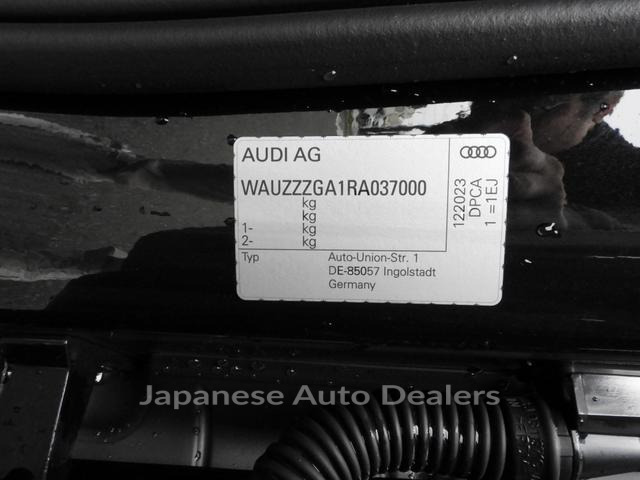 AUDI AG
WAUZZZGA1RA037000
kg
kg
1- kg
2- kg
Typ Auto-Union-Str. 1
DE-85057 Ingolstadt
Germany
122023
DPCA
1 =1EJ
Japanese Auto Dealers